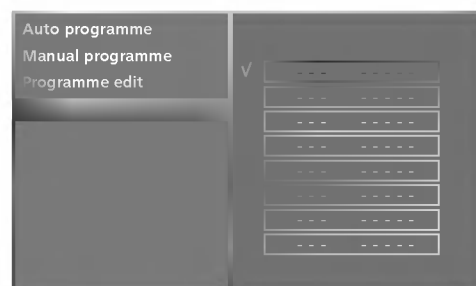 Auto programme
Manual programme
Programme edit
√ --- -----
--- -----
--- -----
--- -----
--- -----
--- -----
--- -----
--- -----